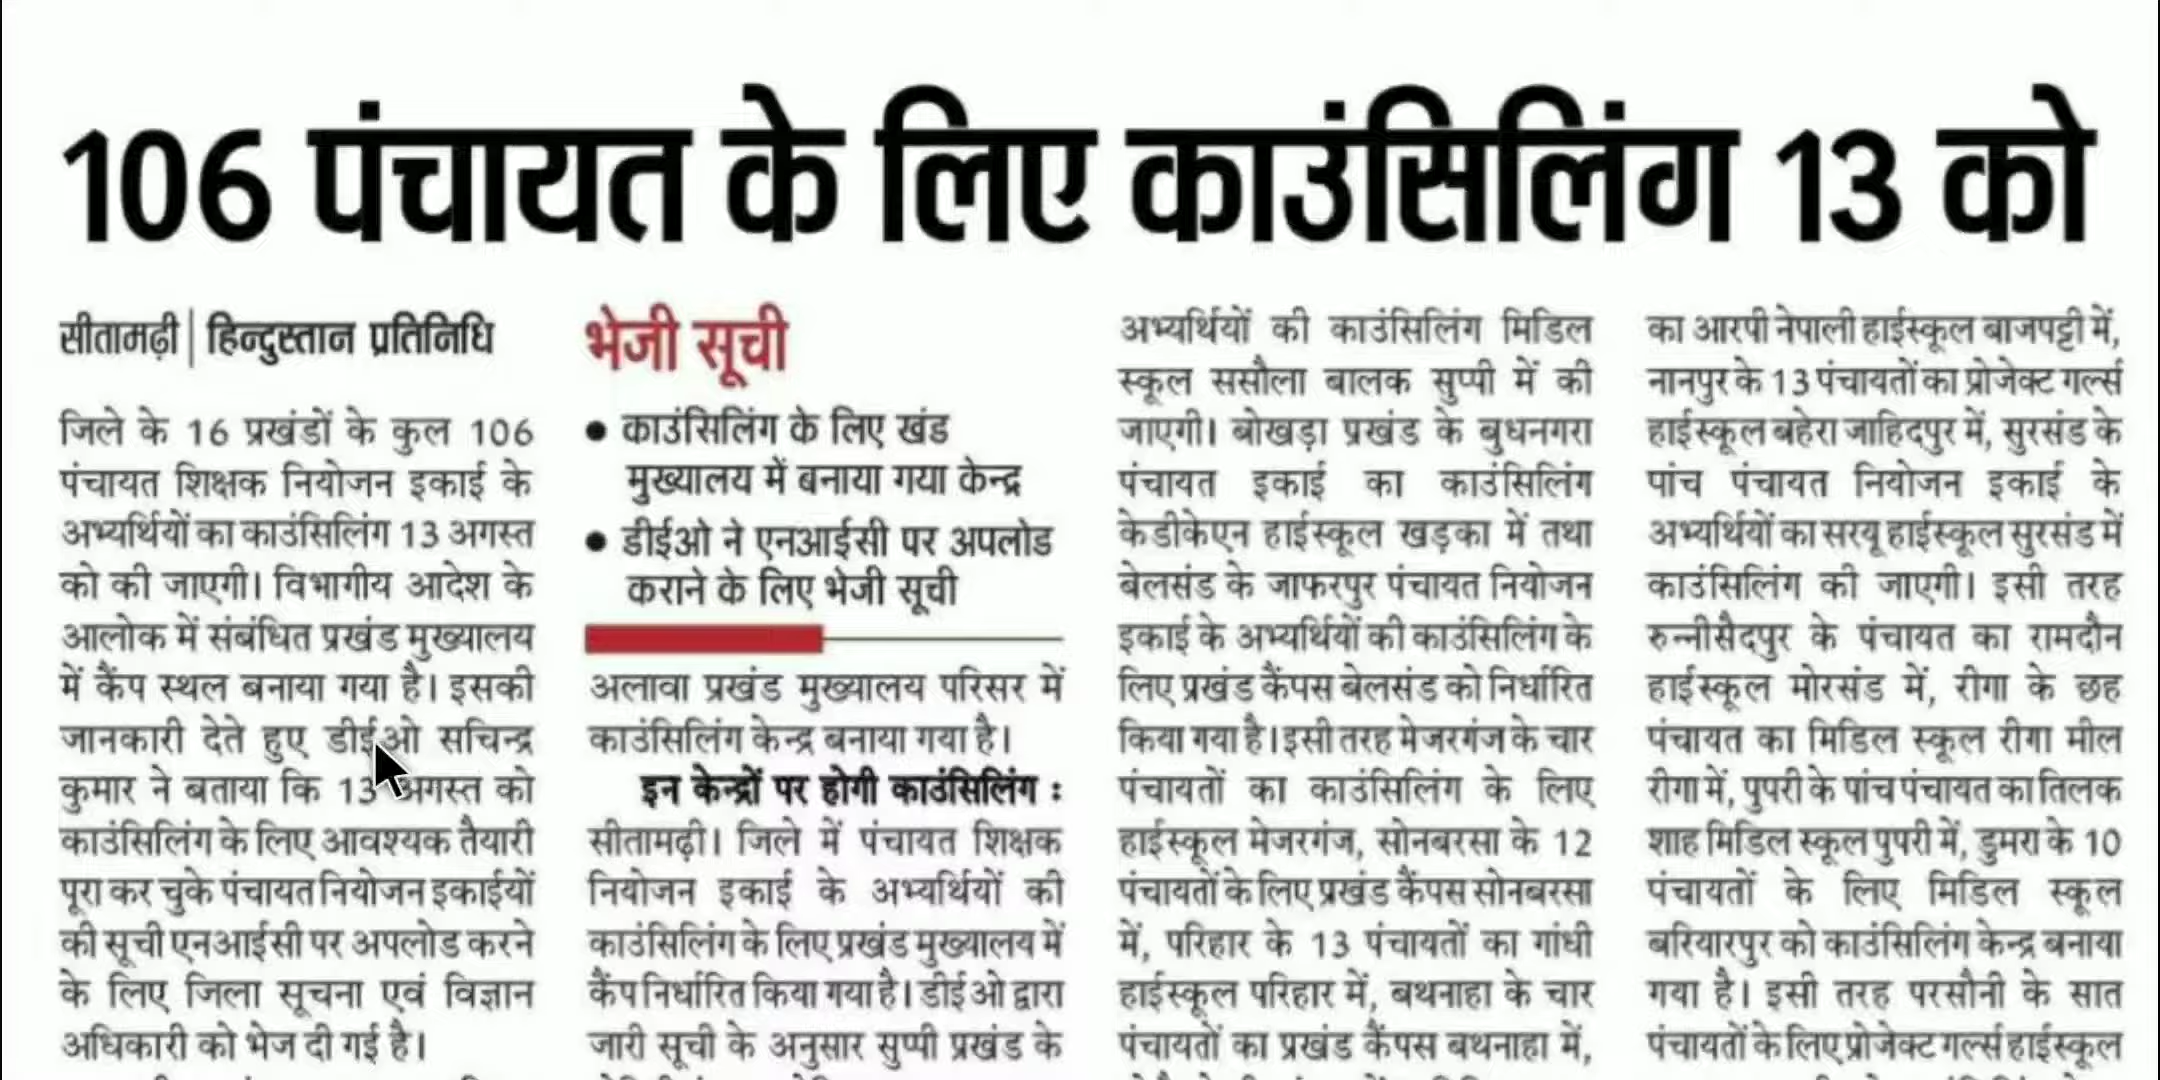 106 पंचायत के लिए काउंसिलिंग 13 को
सीतामढ़ी | हिन्दुस्तान प्रतिनिधि
जिले के 16 प्रखंडों के कुल 106
पंचायत शिक्षक नियोजन इकाई के
अभ्यर्थियों का काउंसिलिंग 13 अगस्त
को की जाएगी। विभागीय आदेश के
आलोक में संबंधित प्रखंड मुख्यालय
में कैंप स्थल बनाया गया है। इसकी
जानकारी देते हुए डीईओ सचिन्द्र
कुमार ने बताया कि 13 अगस्त को
काउंसिलिंग के लिए आवश्यक तैयारी
पूरा कर चुके पंचायत नियोजन इकाईयों
की सूची एनआईसी पर अपलोड करने
के लिए जिला सूचना एवं विज्ञान
अधिकारी को भेज दी गई है।
भेजी सूची
● काउंसिलिंग के लिए खंड
मुख्यालय में बनाया गया केन्द्र
● डीईओ ने एनआईसी पर अपलोड
कराने के लिए भेजी सूची
अलावा प्रखंड मुख्यालय परिसर में
काउंसिलिंग केन्द्र बनाया गया है।
इन केन्द्रों पर होगी काउंसिलिंग :
सीतामढ़ी। जिले में पंचायत शिक्षक
नियोजन इकाई के अभ्यर्थियों की
काउंसिलिंग के लिए प्रखंड मुख्यालय में
कैंप निर्धारित किया गया है। डीईओ द्वारा
जारी सूची के अनुसार सुप्पी प्रखंड के
अभ्यर्थियों की काउंसिलिंग मिडिल
स्कूल ससौला बालक सुप्पी में की
जाएगी। बोखड़ा प्रखंड के बुधनगरा
पंचायत इकाई का काउंसिलिंग
केडीकेएन हाईस्कूल खड़का में तथा
बेलसंड के जाफरपुर पंचायत नियोजन
इकाई के अभ्यर्थियों की काउंसिलिंग के
लिए प्रखंड कैंपस बेलसंड को निर्धारित
किया गया है। इसी तरह मेजरगंज के चार
पंचायतों का काउंसिलिंग के लिए
हाईस्कूल मेजरगंज, सोनबरसा के 12
पंचायतों के लिए प्रखंड कैंपस सोनबरसा
में, परिहार के 13 पंचायतों का गांधी
हाईस्कूल परिहार में, बथनाहा के चार
पंचायतों का प्रखंड कैंपस बथनाहा में,
का आरपी नेपाली हाईस्कूल बाजपट्टी में,
नानपुर के 13 पंचायतों का प्रोजेक्ट गर्ल्स
हाईस्कूल बहेरा जाहिदपुर में, सुरसंड के
पांच पंचायत नियोजन इकाई के
अभ्यर्थियों का सरयू हाईस्कूल सुरसंड में
काउंसिलिंग की जाएगी। इसी तरह
रुन्नीसैदपुर के पंचायत का रामदौन
हाईस्कूल मोरसंड में, रीगा के छह
पंचायत का मिडिल स्कूल रीगा मील
रीगा में, पुपरी के पांच पंचायत का तिलक
शाह मिडिल स्कूल पुपरी में, डुमरा के 10
पंचायतों के लिए मिडिल स्कूल
बरियारपुर को काउंसिलिंग केन्द्र बनाया
गया है। इसी तरह परसौनी के सात
पंचायतों के लिए प्रोजेक्ट गर्ल्स हाईस्कूल